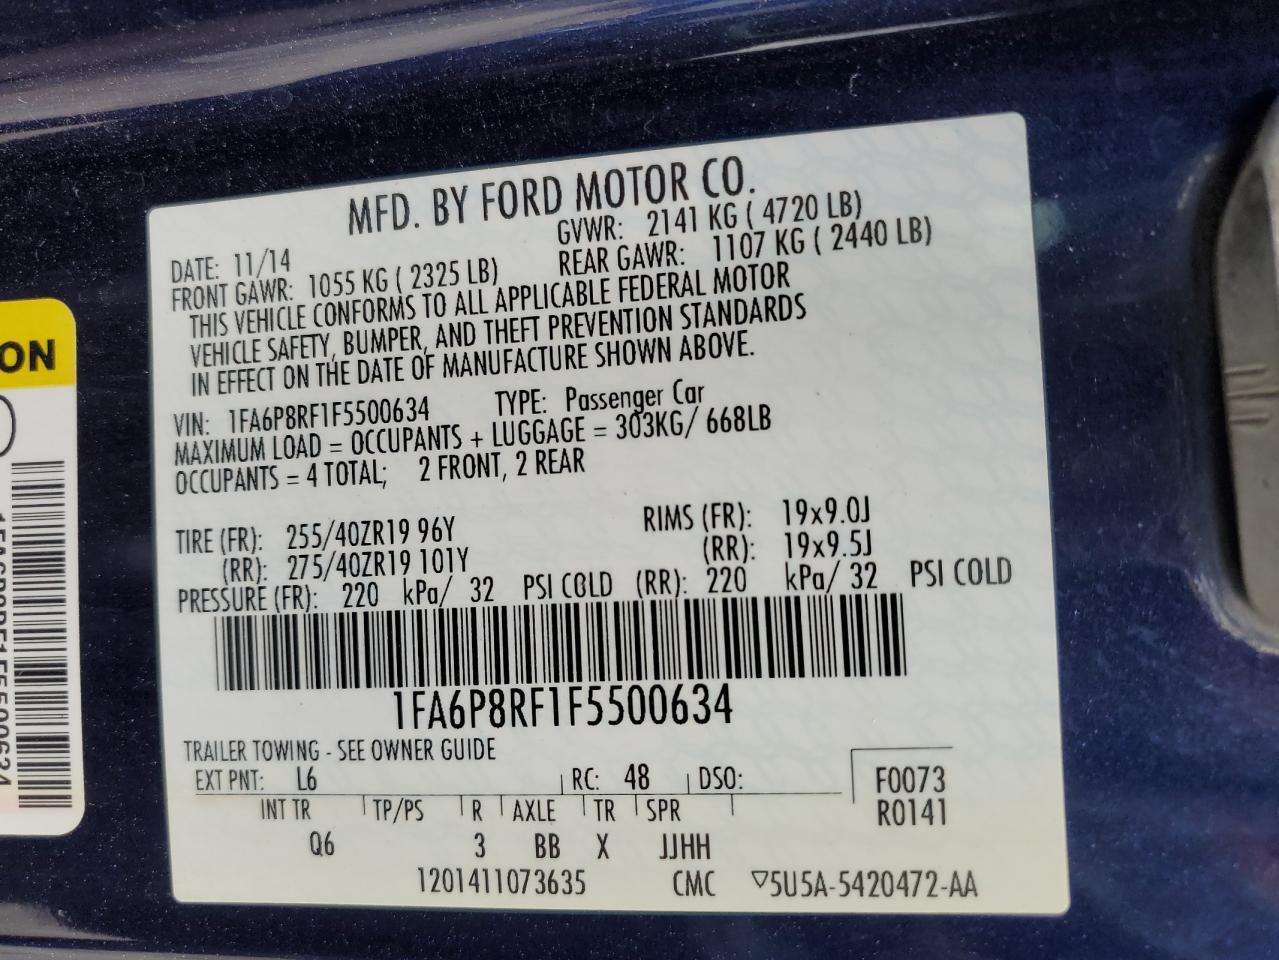 MFD. BY FORD MOTOR CO.
DATE: 11/14 GVWR: 2141 KG ( 4720 LB)
FRONT GAWR: 1055 KG ( 2325 LB) REAR GAWR: 1107 KG ( 2440 LB)
THIS VEHICLE CONFORMS TO ALL APPLICABLE FEDERAL MOTOR
VEHICLE SAFETY, BUMPER, AND THEFT PREVENTION STANDARDS
IN EFFECT ON THE DATE OF MANUFACTURE SHOWN ABOVE.
VIN: 1FA6P8RF1F5500634 TYPE: Passenger Car
MAXIMUM LOAD = OCCUPANTS + LUGGAGE = 303KG/ 668LB
OCCUPANTS = 4 TOTAL; 2 FRONT, 2 REAR
TIRE (FR): 255/40ZR19 96Y RIMS (FR): 19x9.0J
(RR): 275/40ZR19 101Y (RR): 19x9.5J
PRESSURE (FR): 220 kPa/ 32 PSI COLD (RR): 220 kPa/ 32 PSI COLD
1FA6P8RF1F5500634
TRAILER TOWING - SEE OWNER GUIDE
EXT PNT: L6 RC: 48 DSO: F0073
INT TR TP/PS R AXLE TR SPR R0141
Q6 3 BB X JJHH
1201411073635 CMC ▽5U5A-5420472-AA
ON